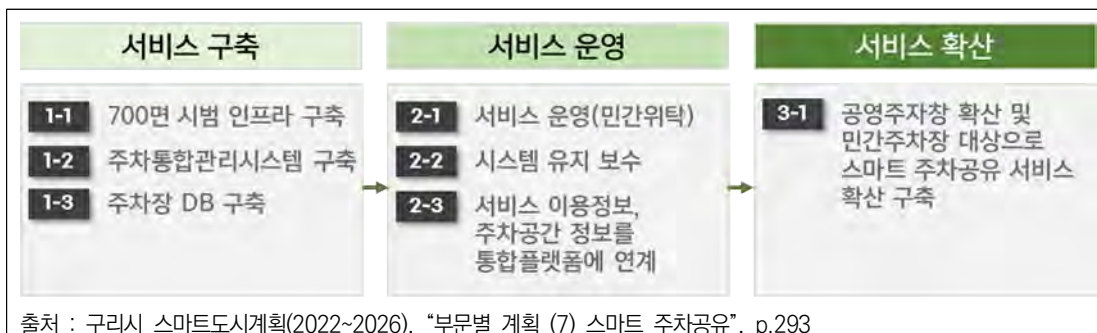 서비스 구축
1-1 700면 시범 인프라 구축
1-2 주차통합관리시스템 구축
1-3 주차장 DB 구축
서비스 운영
2-1 서비스 운영(민간위탁)
2-2 시스템 유지 보수
2-3 서비스 이용정보,
주차공간 정보를
통합플랫폼에 연계
서비스 확산
3-1 공영주자창 확산 및
민간주차장 대상으로
스마트 주차공유 서비스
확산 구축
출처 : 구리시 스마트도시계획(2022~2026). “부문별 계획 (7) 스마트 주차공유”. p.293